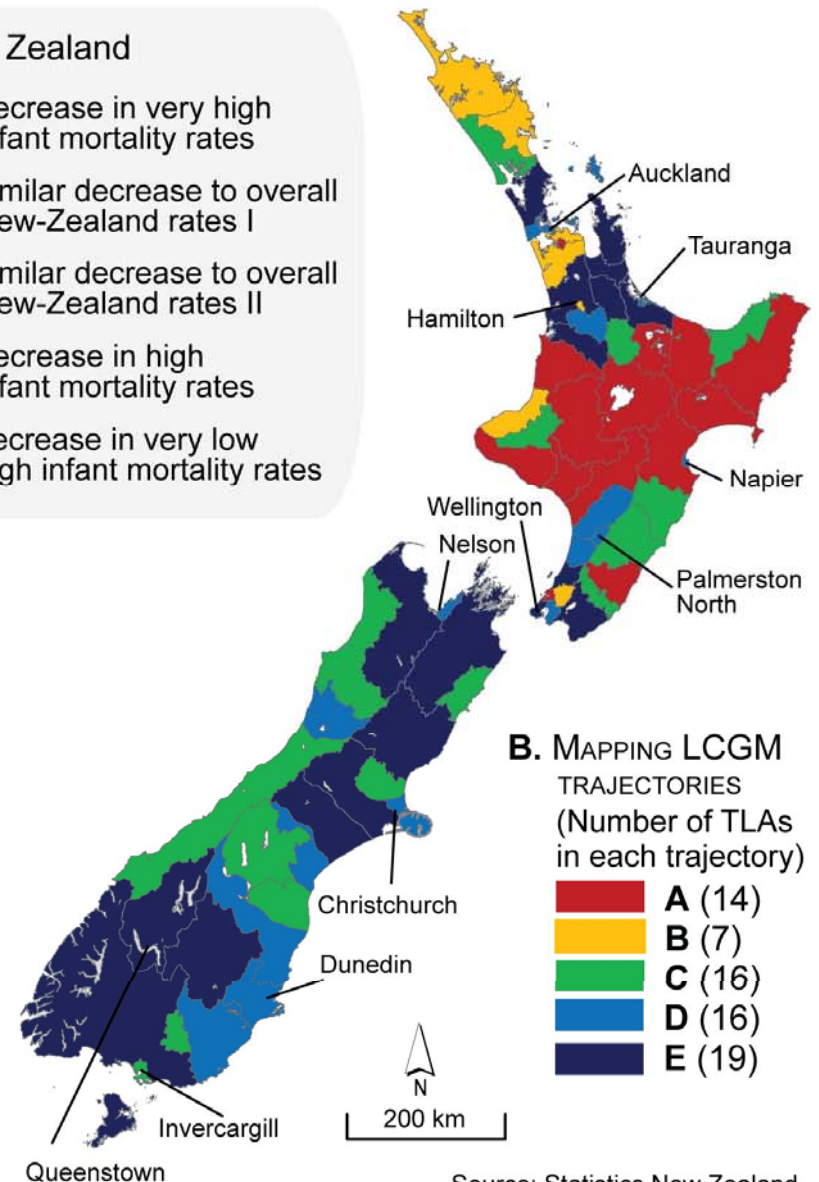 Zealand
ecrease in very high
fant mortality rates
milar decrease to overall
ew-Zealand rates I
milar decrease to overall
ew-Zealand rates II
ecrease in high
fant mortality rates
ecrease in very low
gh infant mortality rates
Auckland
Tauranga
Hamilton
Napier
Wellington
Nelson
Palmerston
North
B. MAPPING LCGM
TRAJECTORIES
(Number of TLAs
in each trajectory)
A (14)
B (7)
C (16)
D (16)
E (19)
Christchurch
Dunedin
N
200 km
Invercargill
Queenstown
Source: Statistics New Zealand